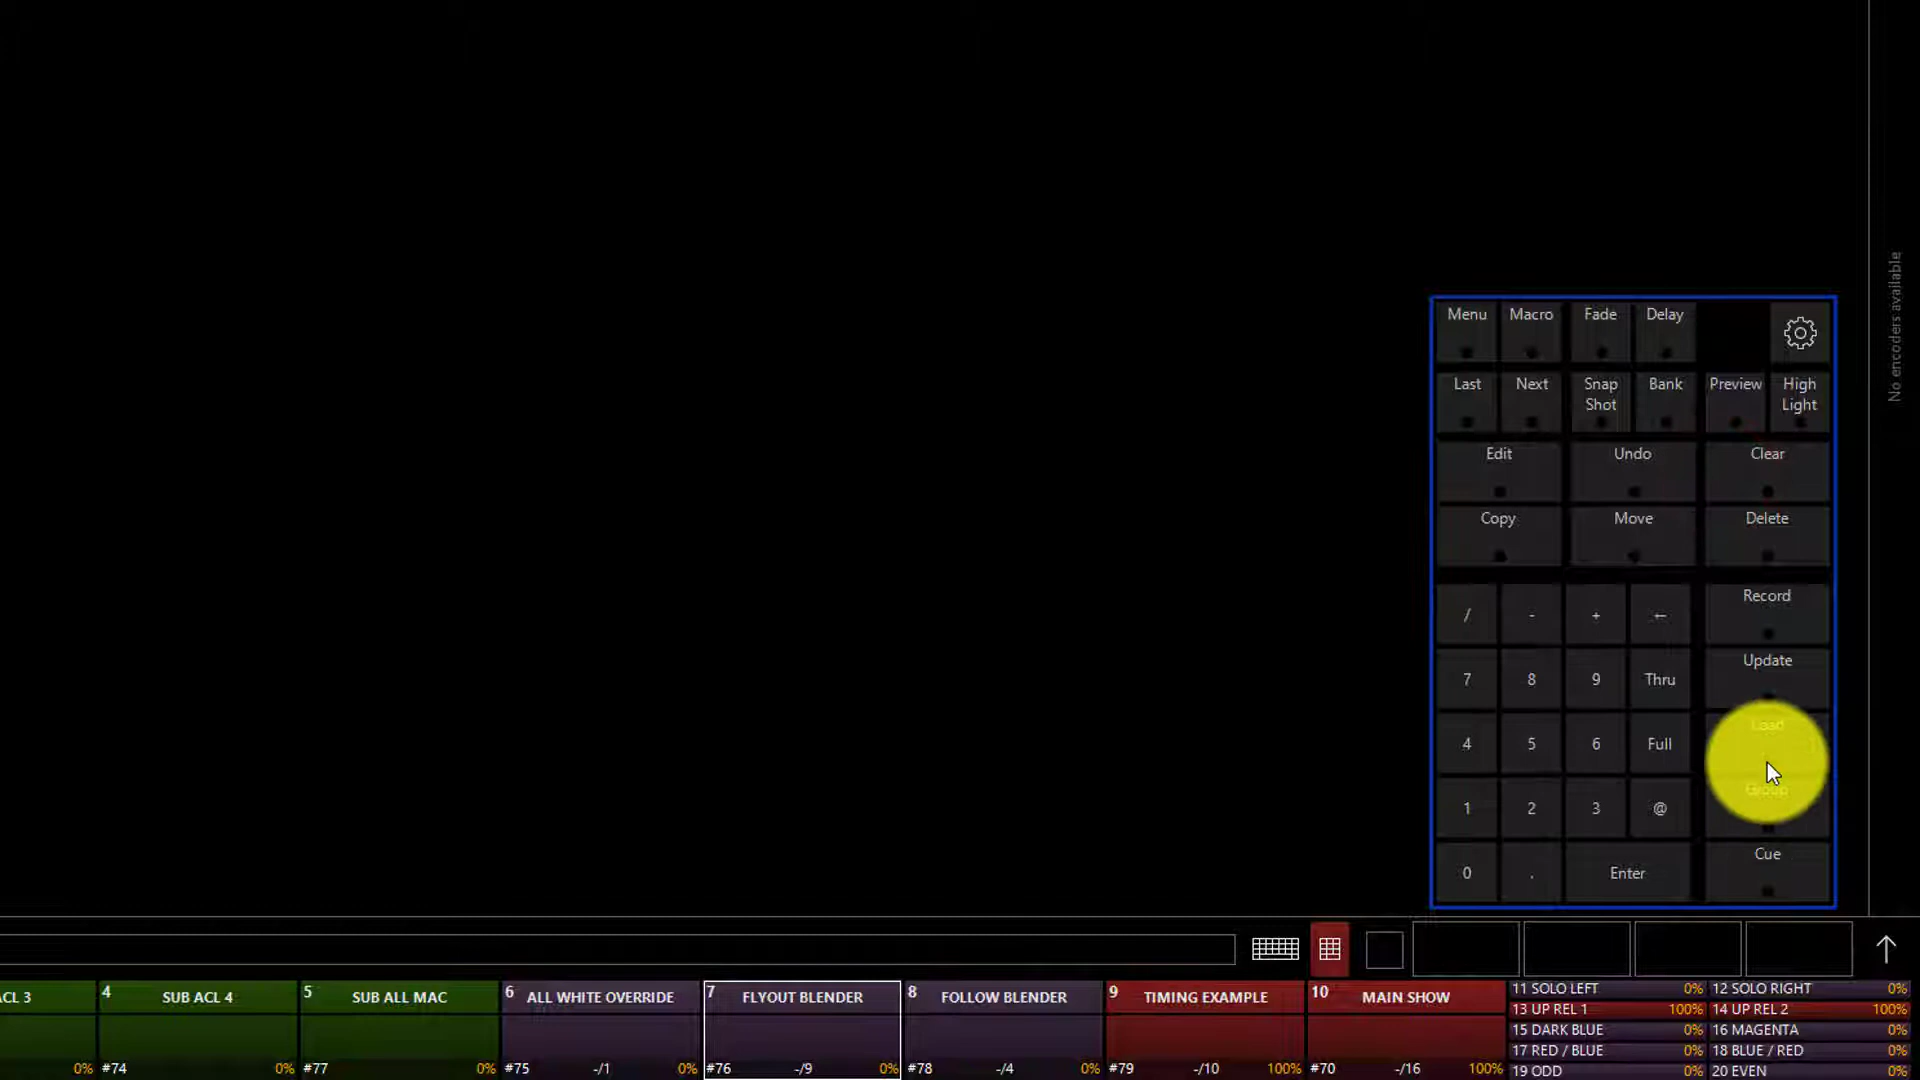 No encoders available
Menu Macro Fade Delay
Last Next Snap Shot Bank Preview High Light
Edit Undo Clear
Copy Move Delete
Record
/ - + ←
Update
7 8 9 Thru
Load
4 5 6 Full
Group
1 2 3 @
Cue
0 . Enter
ACL 3 0%
4 SUB ACL 4 #74 0%
5 SUB ALL MAC #77 0%
6 ALL WHITE OVERRIDE #75 -/1 0%
7 FLYOUT BLENDER #76 -/9 0%
8 FOLLOW BLENDER #78 -/4 0%
9 TIMING EXAMPLE #79 -/10 100%
10 MAIN SHOW #70 -/16 100%
11 SOLO LEFT 0% 12 SOLO RIGHT 0%
13 UP REL 1 100% 14 UP REL 2 100%
15 DARK BLUE 0% 16 MAGENTA 0%
17 RED / BLUE 0% 18 BLUE / RED 0%
19 ODD 0% 20 EVEN 0%